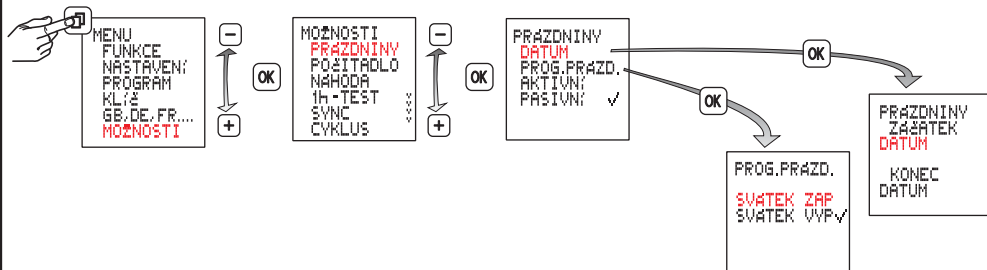 MENU
FUNKCE
NASTAVENÍ
PROGRAM
KLÍČ
GB,DE,FR....
MOŽNOSTI
−
OK
+
MOŽNOSTI
PRÁZDNINY
POČITADLO
NÁHODA
1h-TEST
SYNC
CYKLUS
−
OK
+
PRÁZDNINY
DATUM
PROG.PRÁZD.
AKTIVNÍ
PASIVNÍ ✓
OK
OK
PROG.PRÁZD.
SVÁTEK ZAP
SVÁTEK VYP✓
PRÁZDNINY
ZÁČÁTEK
DATUM
KONEC
DATUM